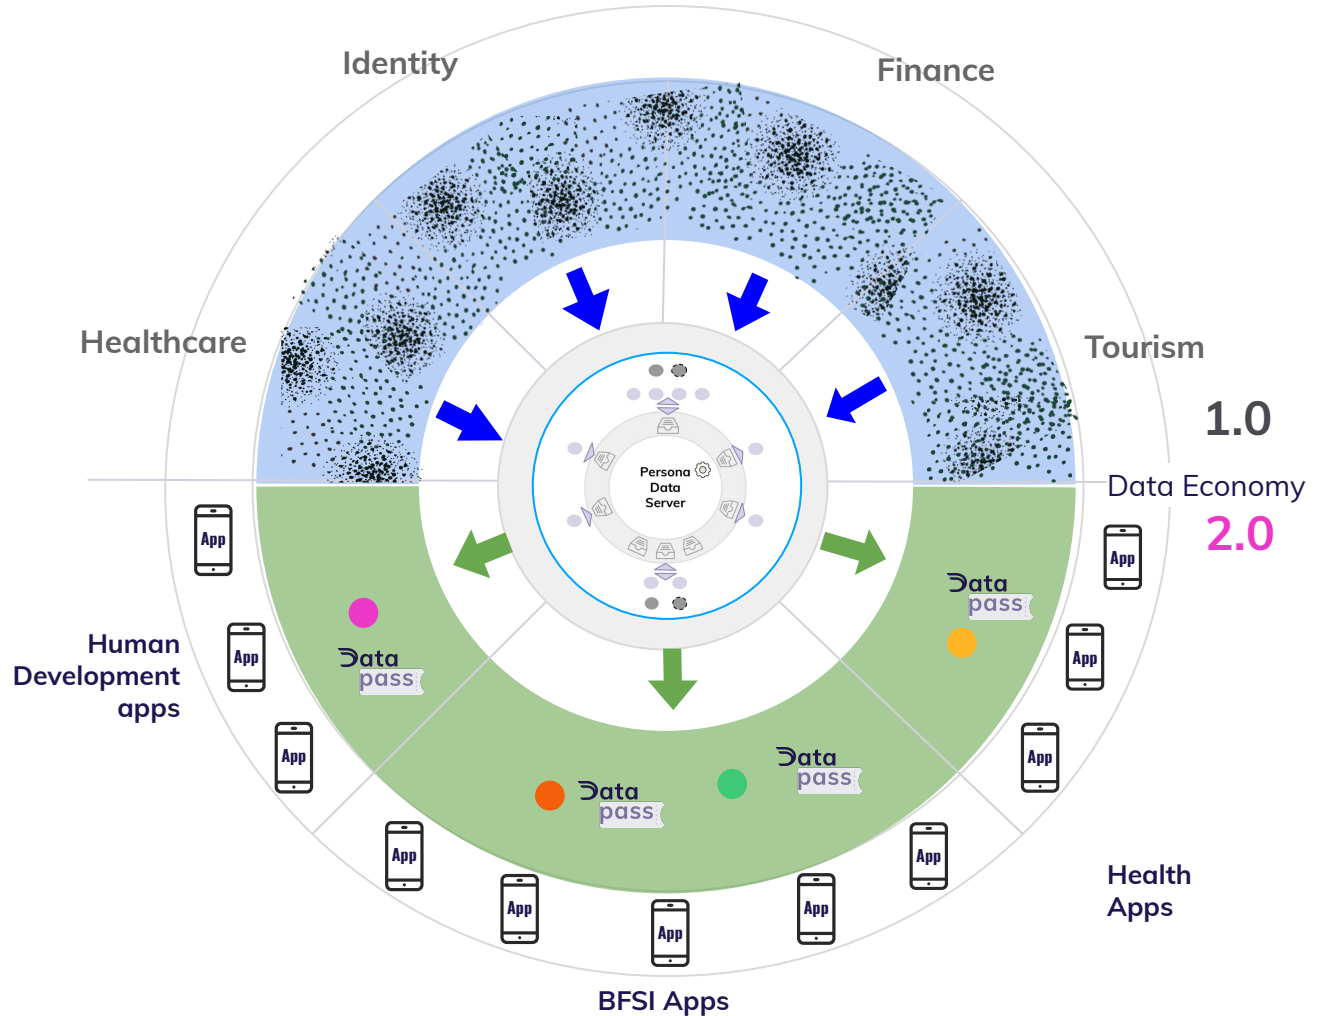 Identity
Finance
Healthcare
Tourism
1.0
Persona
Data
Server
Data Economy
2.0
App
App
Data
pass
Human
Development
apps
App
Data
pass
App
App
App
Data
pass
Data
pass
App
App
App
Health
Apps
App
App
App
BFSI Apps